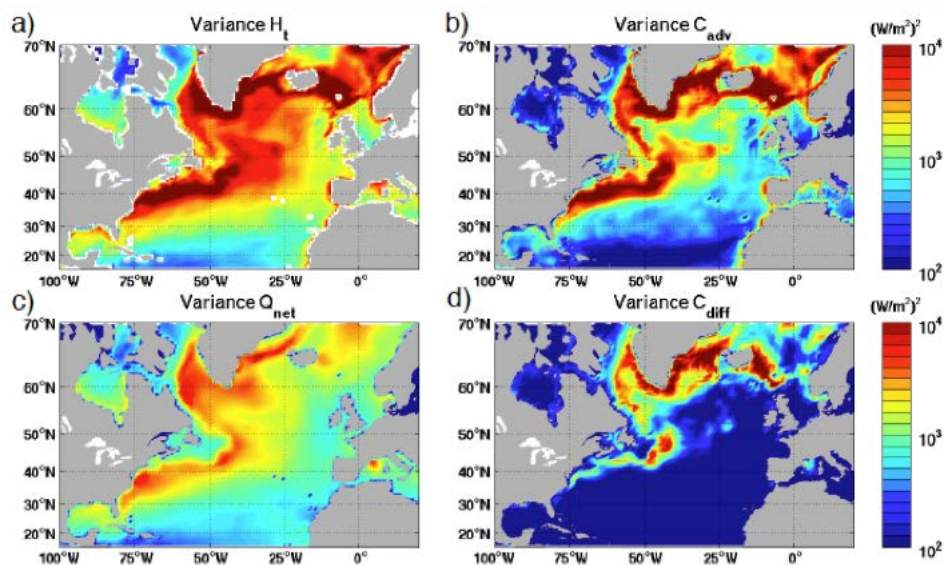 a) Variance H_t
b) Variance C_adv
(W/m²)²
70°N
60°N
50°N
40°N
30°N
20°N
100°W 75°W 50°W 25°W 0°
70°N
60°N
50°N
40°N
30°N
20°N
100°W 75°W 50°W 25°W 0°
10⁴
10³
10²
c) Variance Q_net
d) Variance C_diff
(W/m²)²
70°N
60°N
50°N
40°N
30°N
20°N
100°W 75°W 50°W 25°W 0°
70°N
60°N
50°N
40°N
30°N
20°N
100°W 75°W 50°W 25°W 0°
10⁴
10³
10²